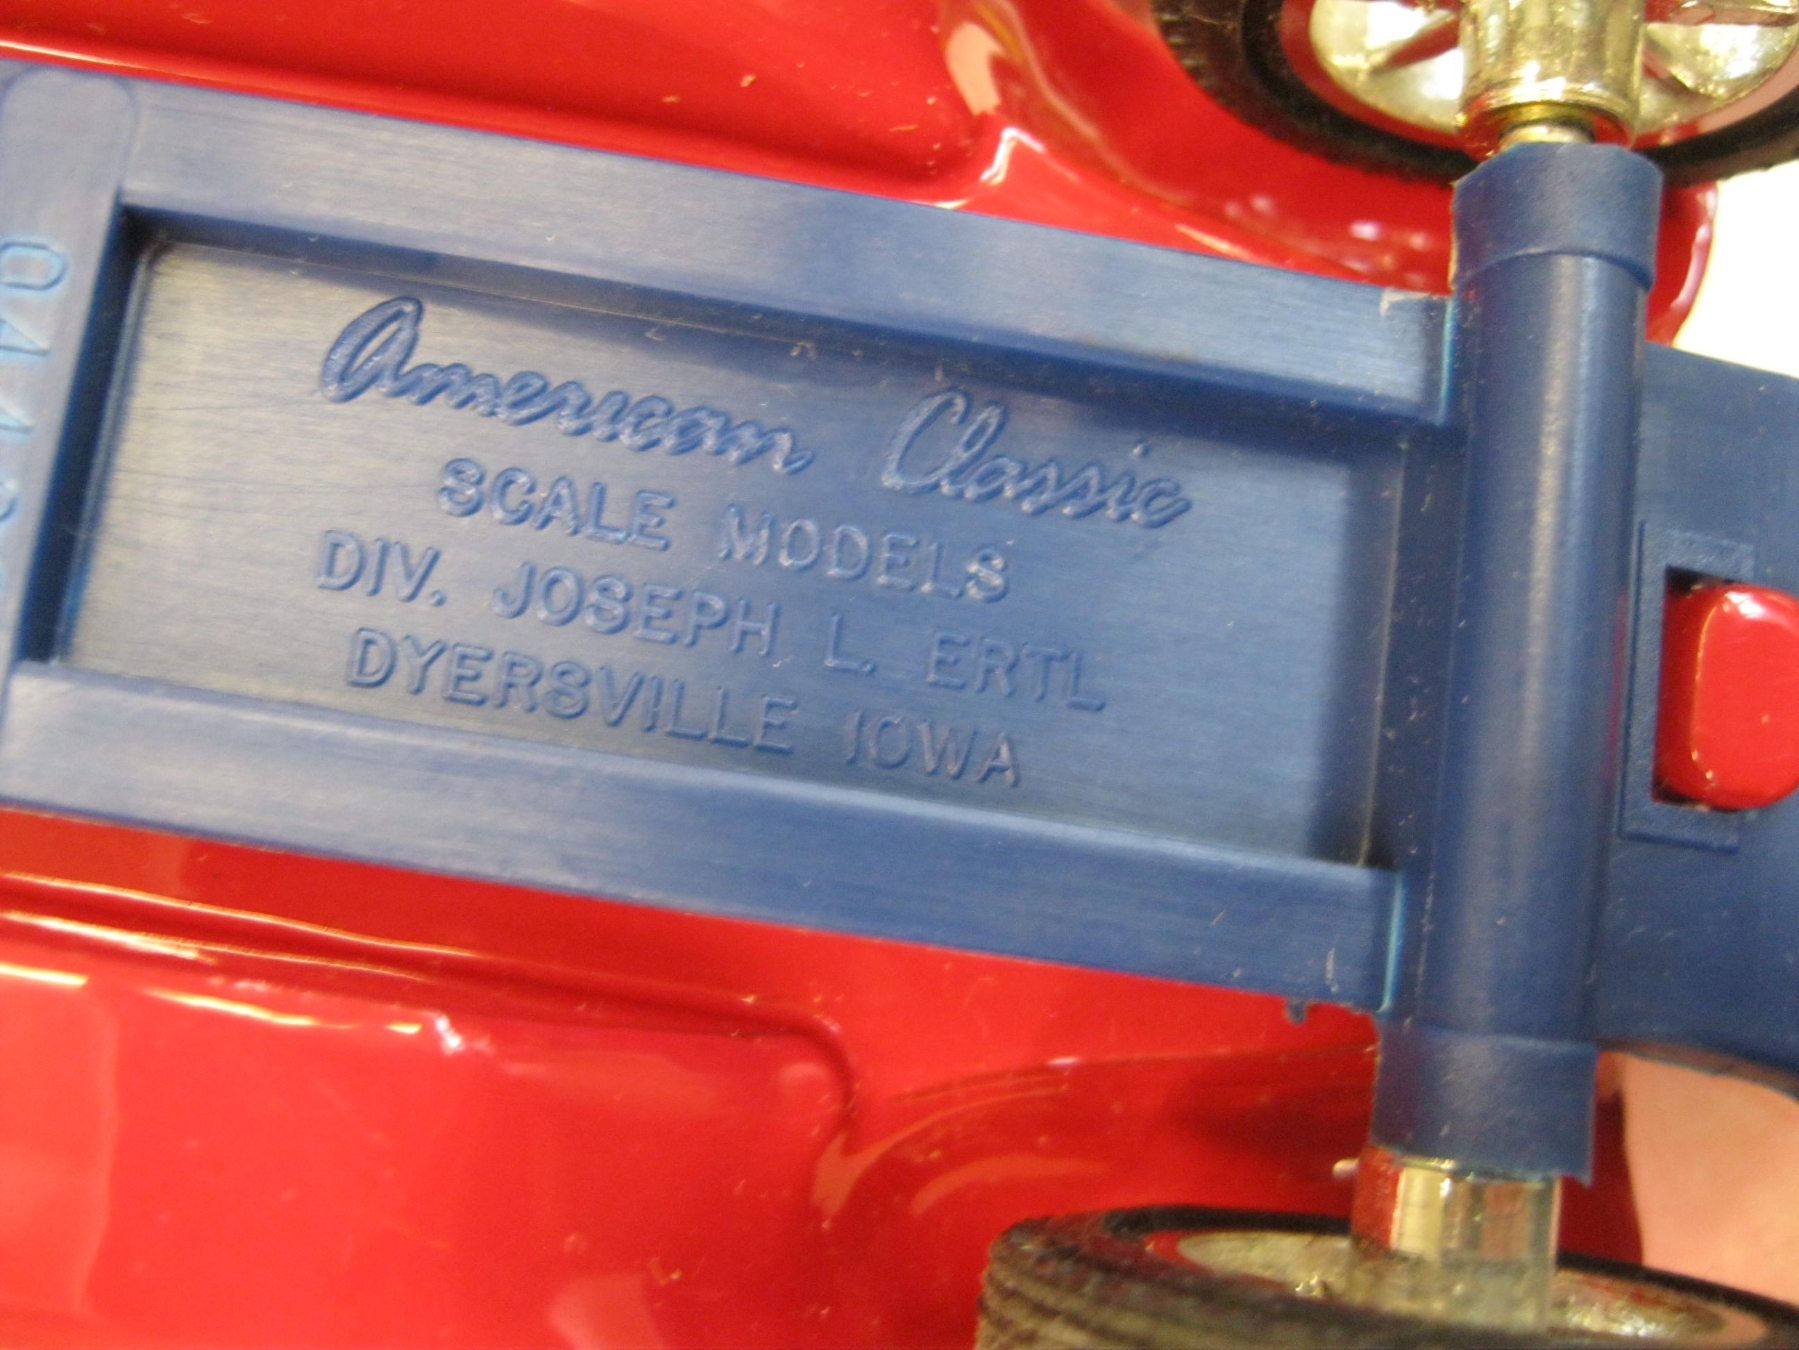 American Classic
SCALE MODELS
DIV. JOSEPH L. ERTL
DYERSVILLE IOWA